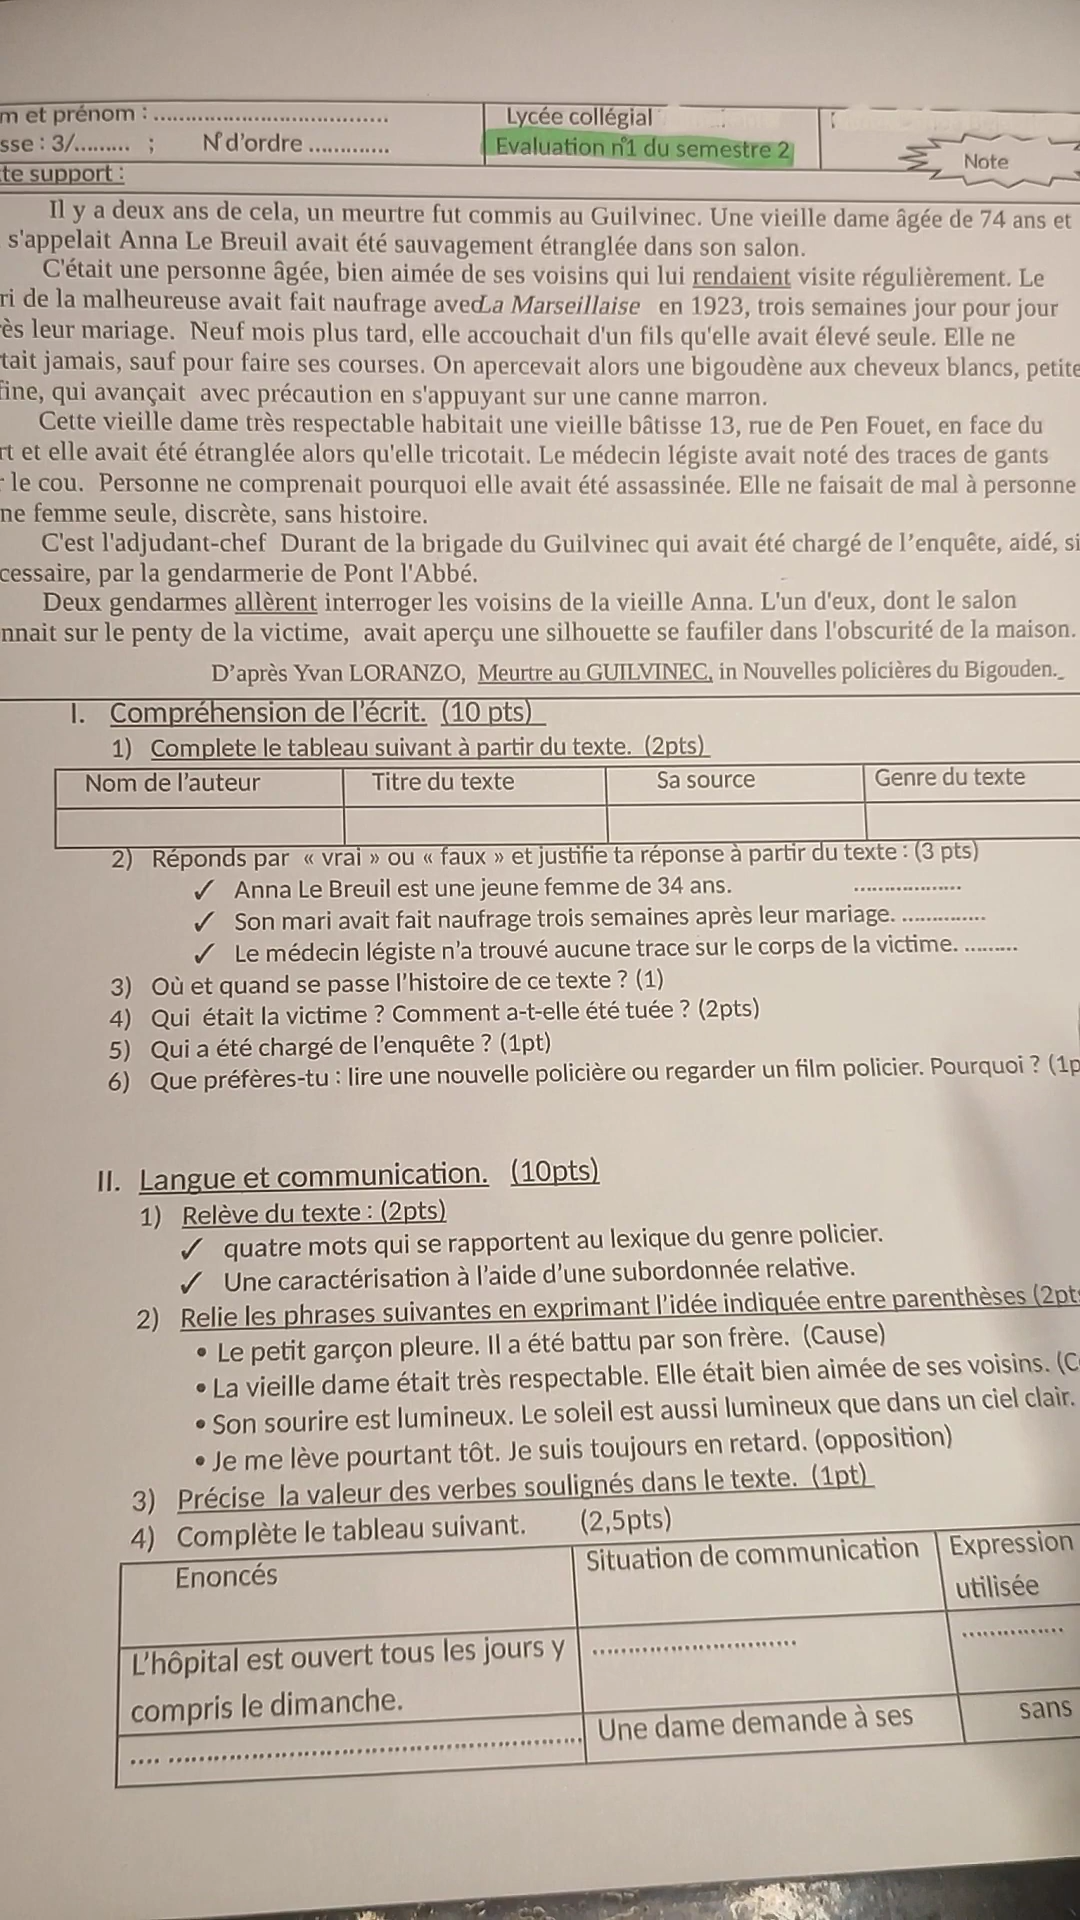 m et prénom : ....................................... Lycée collégial
sse : 3/......... ; N°d'ordre ............. Evaluation n°1 du semestre 2
Note
te support :
Il y a deux ans de cela, un meurtre fut commis au Guilvinec. Une vieille dame âgée de 74 ans et
s'appelait Anna Le Breuil avait été sauvagement étranglée dans son salon.
C'était une personne âgée, bien aimée de ses voisins qui lui rendaient visite régulièrement. Le
ri de la malheureuse avait fait naufrage avec La Marseillaise en 1923, trois semaines jour pour jour
ès leur mariage. Neuf mois plus tard, elle accouchait d'un fils qu'elle avait élevé seule. Elle ne
tait jamais, sauf pour faire ses courses. On apercevait alors une bigoudène aux cheveux blancs, petite
fine, qui avançait avec précaution en s'appuyant sur une canne marron.
Cette vieille dame très respectable habitait une vieille bâtisse 13, rue de Pen Fouet, en face du
rt et elle avait été étranglée alors qu'elle tricotait. Le médecin légiste avait noté des traces de gants
r le cou. Personne ne comprenait pourquoi elle avait été assassinée. Elle ne faisait de mal à personne
ne femme seule, discrète, sans histoire.
C'est l'adjudant-chef Durant de la brigade du Guilvinec qui avait été chargé de l'enquête, aidé, si
cessaire, par la gendarmerie de Pont l'Abbé.
Deux gendarmes allèrent interroger les voisins de la vieille Anna. L'un d'eux, dont le salon
nnait sur le penty de la victime, avait aperçu une silhouette se faufiler dans l'obscurité de la maison.
D'après Yvan LORANZO, Meurtre au GUILVINEC, in Nouvelles policières du Bigouden.
I. Compréhension de l'écrit. (10 pts)
1) Complete le tableau suivant à partir du texte. (2pts)
Nom de l'auteur Titre du texte Sa source Genre du texte
2) Réponds par « vrai » ou « faux » et justifie ta réponse à partir du texte : (3 pts)
✓ Anna Le Breuil est une jeune femme de 34 ans. ..................
✓ Son mari avait fait naufrage trois semaines après leur mariage. ..............
✓ Le médecin légiste n'a trouvé aucune trace sur le corps de la victime. .........
3) Où et quand se passe l'histoire de ce texte ? (1)
4) Qui était la victime ? Comment a-t-elle été tuée ? (2pts)
5) Qui a été chargé de l'enquête ? (1pt)
6) Que préfères-tu : lire une nouvelle policière ou regarder un film policier. Pourquoi ? (1p
II. Langue et communication. (10pts)
1) Relève du texte : (2pts)
✓ quatre mots qui se rapportent au lexique du genre policier.
✓ Une caractérisation à l'aide d'une subordonnée relative.
2) Relie les phrases suivantes en exprimant l'idée indiquée entre parenthèses (2pts
• Le petit garçon pleure. Il a été battu par son frère. (Cause)
• La vieille dame était très respectable. Elle était bien aimée de ses voisins. (C
• Son sourire est lumineux. Le soleil est aussi lumineux que dans un ciel clair.
• Je me lève pourtant tôt. Je suis toujours en retard. (opposition)
3) Précise la valeur des verbes soulignés dans le texte. (1pt)
4) Complète le tableau suivant. (2,5pts)
Enoncés Situation de communication Expression
utilisée
L'hôpital est ouvert tous les jours y ............................ ...............
compris le dimanche.
.... ........................................................ Une dame demande à ses sans